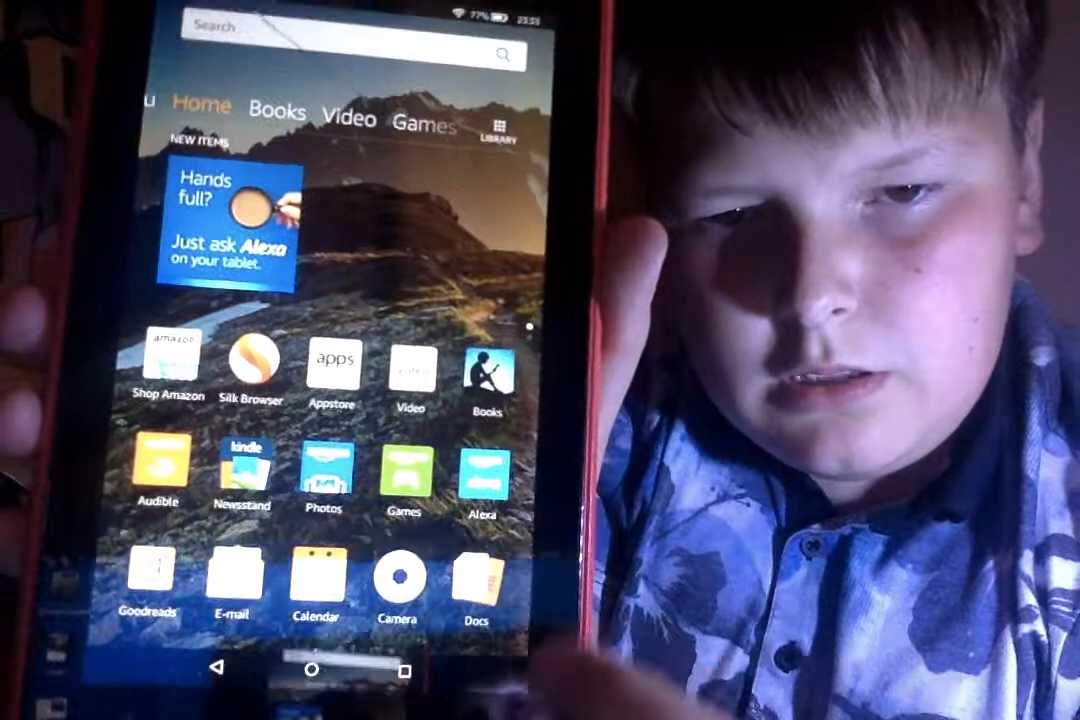 77% 23:33
Search
u Home Books Video Games LIBRARY
NEW ITEMS
Hands
full?
Just ask Alexa
on your tablet.
amazon apps
Shop Amazon Silk Browser Appstore Video Books
kindle
Audible Newsstand Photos Games Alexa
Goodreads E-mail Calendar Camera Docs